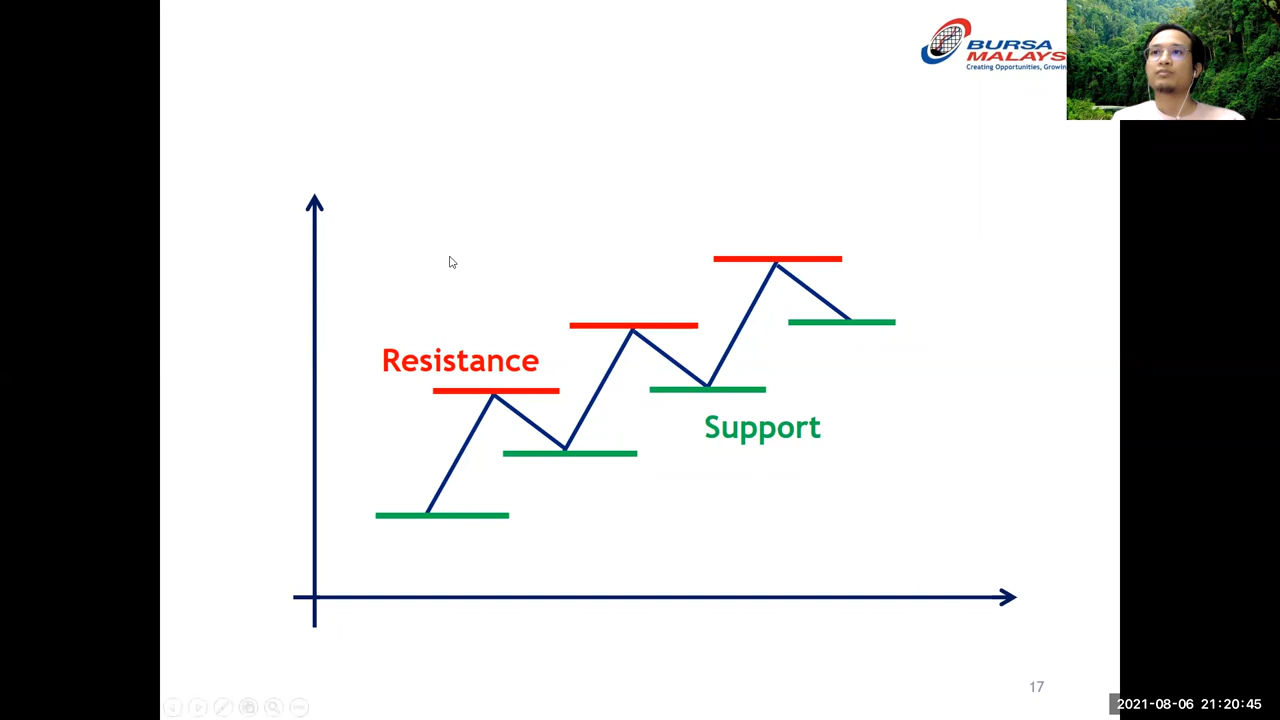 BURSA
MALAYS
Creating Opportunities, Growin
Resistance
Support
17
2021-08-06 21:20:45